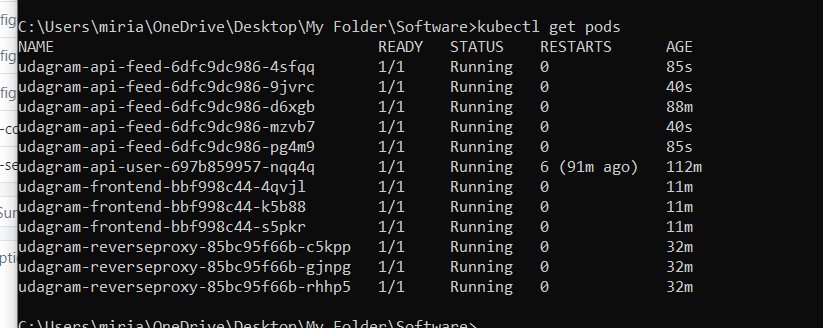 fig
fig
fig
-co
-se
Sur
pti
C:\Users\miria\OneDrive\Desktop\My Folder\Software>kubectl get pods
NAME READY STATUS RESTARTS AGE
udagram-api-feed-6dfc9dc986-4sfqq 1/1 Running 0 85s
udagram-api-feed-6dfc9dc986-9jvrc 1/1 Running 0 40s
udagram-api-feed-6dfc9dc986-d6xgb 1/1 Running 0 88m
udagram-api-feed-6dfc9dc986-mzvb7 1/1 Running 0 40s
udagram-api-feed-6dfc9dc986-pg4m9 1/1 Running 0 85s
udagram-api-user-697b859957-nqq4q 1/1 Running 6 (91m ago) 112m
udagram-frontend-bbf998c44-4qvjl 1/1 Running 0 11m
udagram-frontend-bbf998c44-k5b88 1/1 Running 0 11m
udagram-frontend-bbf998c44-s5pkr 1/1 Running 0 11m
udagram-reverseproxy-85bc95f66b-c5kpp 1/1 Running 0 32m
udagram-reverseproxy-85bc95f66b-gjnpg 1/1 Running 0 32m
udagram-reverseproxy-85bc95f66b-rhhp5 1/1 Running 0 32m
C:\Users\miria\OneDrive\Desktop\My Folder\Software>